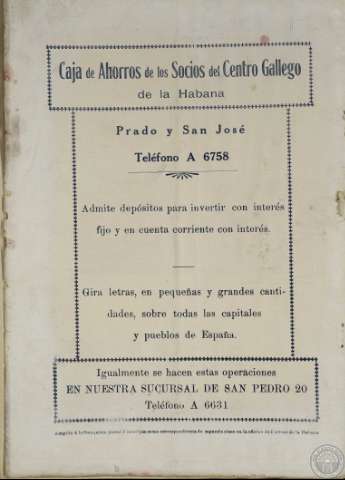 Caja de Ahorros de los Socios del Centro Gallego
de la Habana
Prado y San José
Teléfono A 6758
Admite depósitos para invertir con interés
fijo y en cuenta corriente con interés.
Gira letras, en pequeñas y grandes canti-
dades, sobre todas las capitales
y pueblos de España.
Igualmente se hacen estas operaciones
EN NUESTRA SUCURSAL DE SAN PEDRO 20
Teléfono A 6631